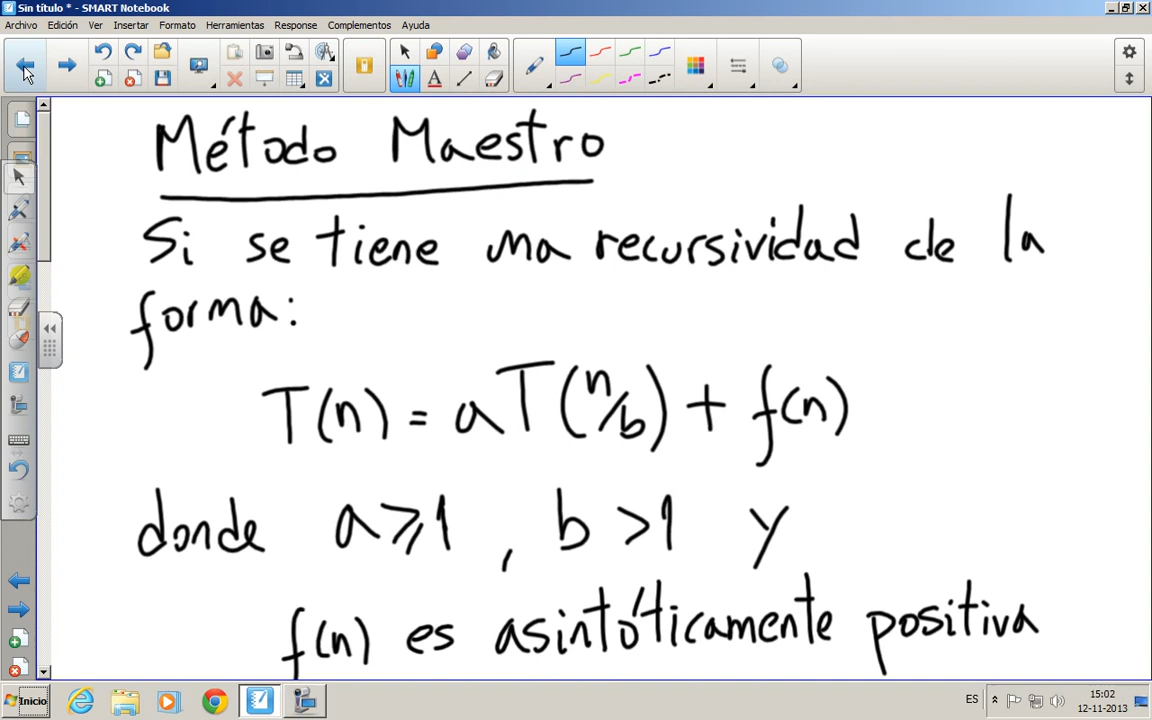 Sin título * - SMART Notebook
Archivo Edición Ver Insertar Formato Herramientas Response Complementos Ayuda
Método Maestro
Si se tiene una recursividad de la
forma:
T(n) = aT(n/b) + f(n)
donde a≥1, b>1 y
f(n) es asintóticamente positiva
Inicio
ES
15:02
12-11-2013